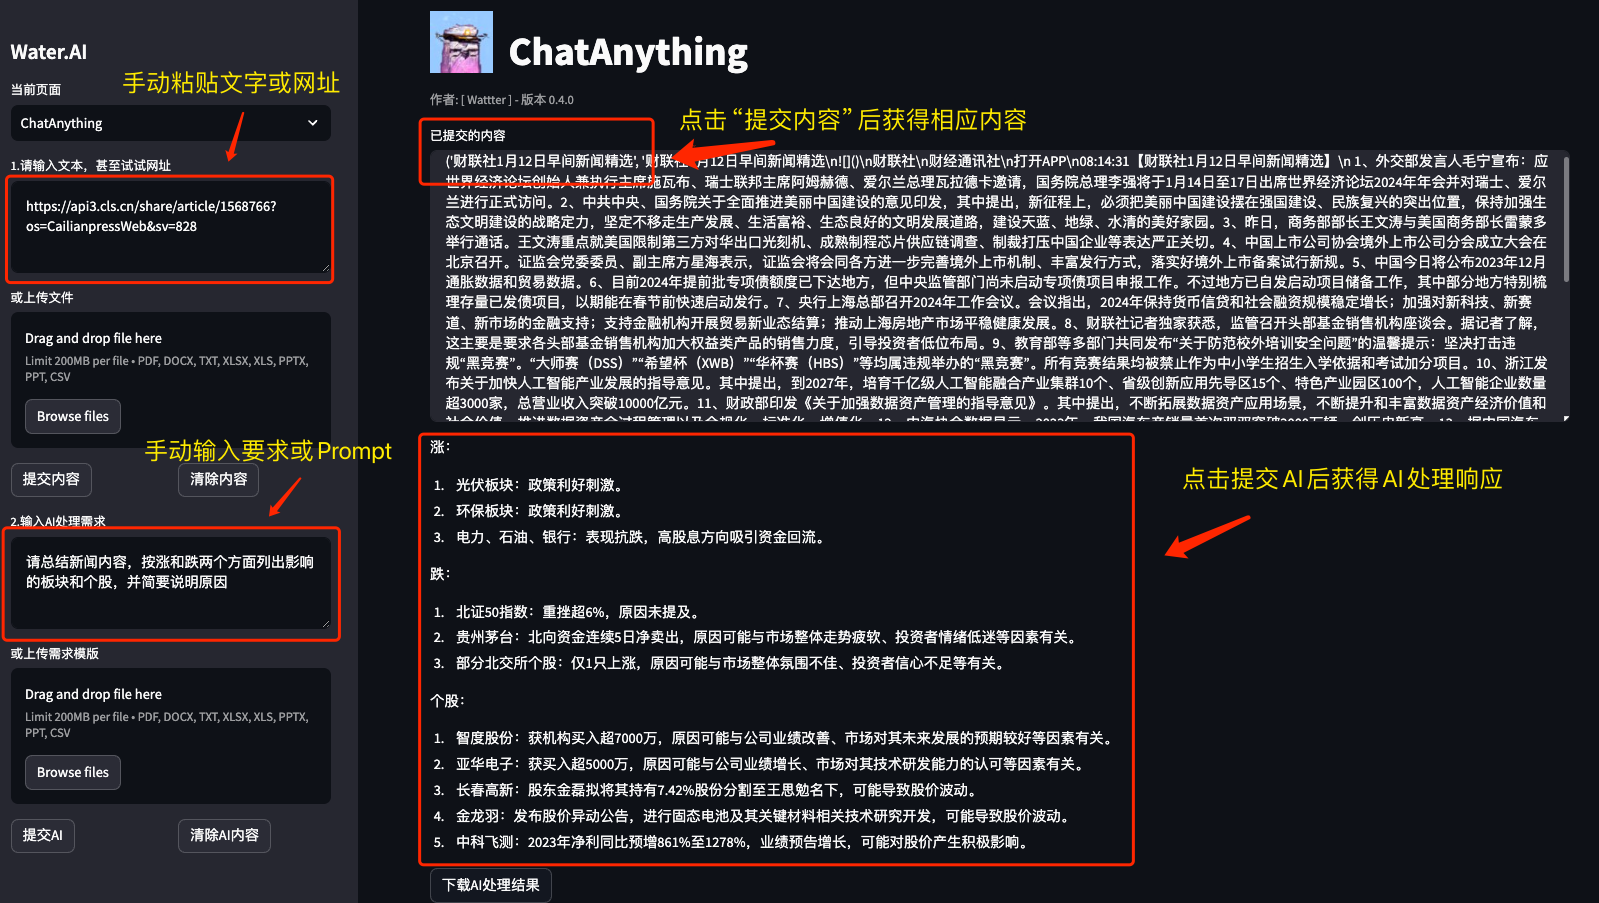 Water.AI
手动粘贴文字或网址
当前页面
ChatAnything
1.请输入文本，甚至试试网址
https://api3.cls.cn/share/article/1568766?
os=CailianpressWeb&sv=828
或上传文件
Drag and drop file here
Limit 200MB per file • PDF, DOCX, TXT, XLSX, XLS, PPTX,
PPT, CSV
Browse files
手动输入要求或Prompt
提交内容
清除内容
2.输入AI处理需求
请总结新闻内容，按涨和跌两个方面列出影响
的板块和个股，并简要说明原因
或上传需求模版
Drag and drop file here
Limit 200MB per file • PDF, DOCX, TXT, XLSX, XLS, PPTX,
PPT, CSV
Browse files
提交AI
清除AI内容
ChatAnything
作者: [ Wattter ] - 版本 0.4.0
点击“提交内容”后获得相应内容
已提交的内容
('财联社1月12日早间新闻精选', '财联社 月12日早间新闻精选\n![]()\n财联社\n财经通讯社\n打开APP\n08:14:31【财联社1月12日早间新闻精选】\n 1、外交部发言人毛宁宣布：应
世界经济论坛创始人兼执行主席施瓦布、瑞士联邦主席阿姆赫德、爱尔兰总理瓦拉德卡邀请，国务院总理李强将于1月14日至17日出席世界经济论坛2024年年会并对瑞士、爱尔
兰进行正式访问。2、中共中央、国务院关于全面推进美丽中国建设的意见印发，其中提出，新征程上，必须把美丽中国建设摆在强国建设、民族复兴的突出位置，保持加强生
态文明建设的战略定力，坚定不移走生产发展、生活富裕、生态良好的文明发展道路，建设天蓝、地绿、水清的美好家园。3、昨日，商务部部长王文涛与美国商务部长雷蒙多
举行通话。王文涛重点就美国限制第三方对华出口光刻机、成熟制程芯片供应链调查、制裁打压中国企业等表达严正关切。4、中国上市公司协会境外上市公司分会成立大会在
北京召开。证监会党委委员、副主席方星海表示，证监会将会同各方进一步完善境外上市机制、丰富发行方式，落实好境外上市备案试行新规。5、中国今日将公布2023年12月
通胀数据和贸易数据。6、目前2024年提前批专项债额度已下达地方，但中央监管部门尚未启动专项债项目申报工作。不过地方已自发启动项目储备工作，其中部分地方特别梳
理存量已发债项目，以期能在春节前快速启动发行。7、央行上海总部召开2024年工作会议。会议指出，2024年保持货币信贷和社会融资规模稳定增长；加强对新科技、新赛
道、新市场的金融支持；支持金融机构开展贸易新业态结算；推动上海房地产市场平稳健康发展。8、财联社记者独家获悉，监管召开头部基金销售机构座谈会。据记者了解，
这主要是要求各头部基金销售机构加大权益类产品的销售力度，引导投资者低位布局。9、教育部等多部门共同发布“关于防范校外培训安全问题”的温馨提示：坚决打击违
规“黑竞赛”。“大师赛（DSS）”“希望杯（XWB）”“华杯赛（HBS）”等均属违规举办的“黑竞赛”。所有竞赛结果均被禁止作为中小学生招生入学依据和考试加分项目。10、浙江发
布关于加快人工智能产业发展的指导意见。其中提出，到2027年，培育千亿级人工智能融合产业集群10个、省级创新应用先导区15个、特色产业园区100个，人工智能企业数量
超3000家，总营业收入突破10000亿元。11、财政部印发《关于加强数据资产管理的指导意见》。其中提出，不断拓展数据资产应用场景，不断提升和丰富数据资产经济价值和
涨：
1. 光伏板块：政策利好刺激。
2. 环保板块：政策利好刺激。
3. 电力、石油、银行：表现抗跌，高股息方向吸引资金回流。
跌：
1. 北证50指数：重挫超6%，原因未提及。
2. 贵州茅台：北向资金连续5日净卖出，原因可能与市场整体走势疲软、投资者情绪低迷等因素有关。
3. 部分北交所个股：仅1只上涨，原因可能与市场整体氛围不佳、投资者信心不足等有关。
个股：
1. 智度股份：获机构买入超7000万，原因可能与公司业绩改善、市场对其未来发展的预期较好等因素有关。
2. 亚华电子：获买入超5000万，原因可能与公司业绩增长、市场对其技术研发能力的认可等因素有关。
3. 长春高新：股东金磊拟将其持有7.42%股份分割至王思勉名下，可能导致股价波动。
4. 金龙羽：发布股价异动公告，进行固态电池及其关键材料相关技术研究开发，可能导致股价波动。
5. 中科飞测：2023年净利同比预增861%至1278%，业绩预告增长，可能对股价产生积极影响。
点击提交AI后获得AI处理响应
下载AI处理结果